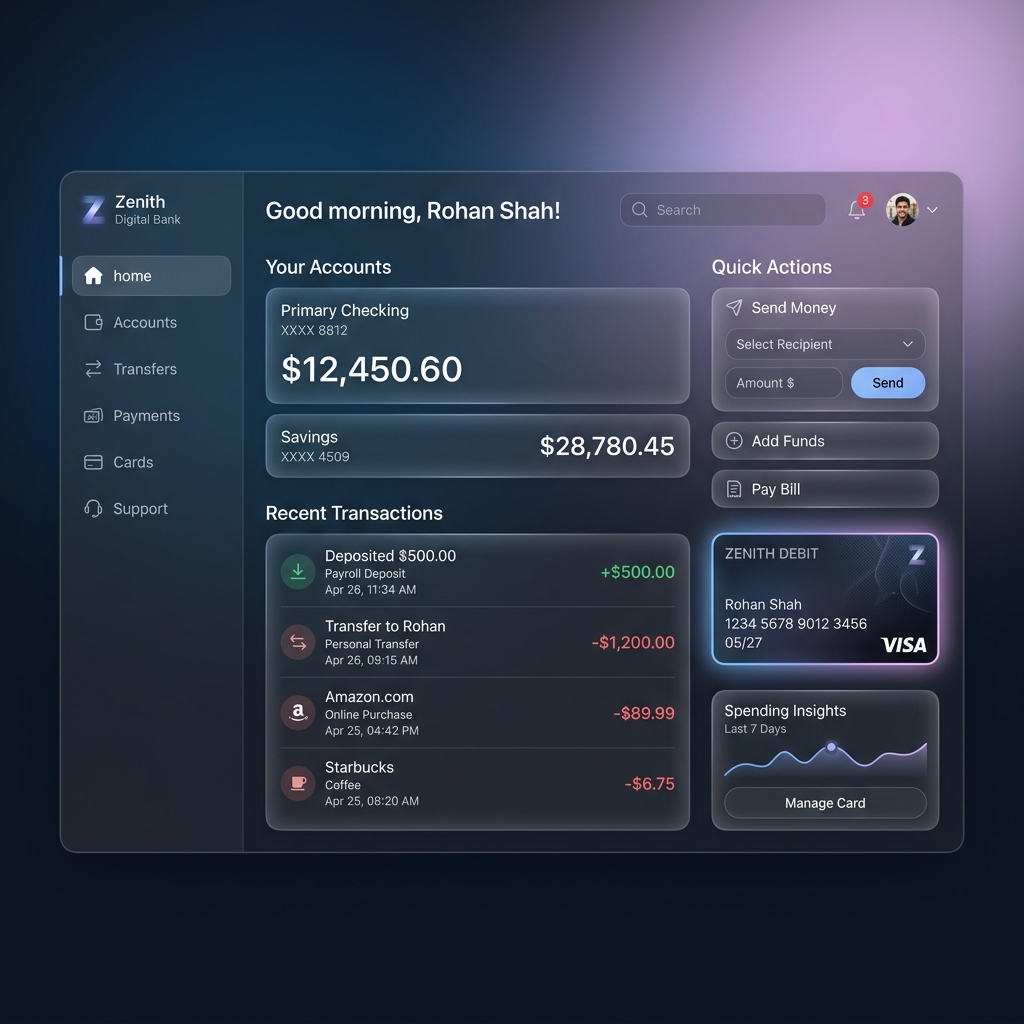 Zenith
Digital Bank
home
Accounts
Transfers
Payments
Cards
Support
Good morning, Rohan Shah!
Search
3
Your Accounts
Primary Checking
XXXX 8812
$12,450.60
Savings
XXXX 4509
$28,780.45
Recent Transactions
Deposited $500.00
Payroll Deposit
Apr 26, 11:34 AM
+$500.00
Transfer to Rohan
Personal Transfer
Apr 26, 09:15 AM
-$1,200.00
Amazon.com
Online Purchase
Apr 25, 04:42 PM
-$89.99
Starbucks
Coffee
Apr 25, 08:20 AM
-$6.75
Quick Actions
Send Money
Select Recipient
Amount $
Send
Add Funds
Pay Bill
ZENITH DEBIT
Z
Rohan Shah
1234 5678 9012 3456
05/27
VISA
Spending Insights
Last 7 Days
Manage Card